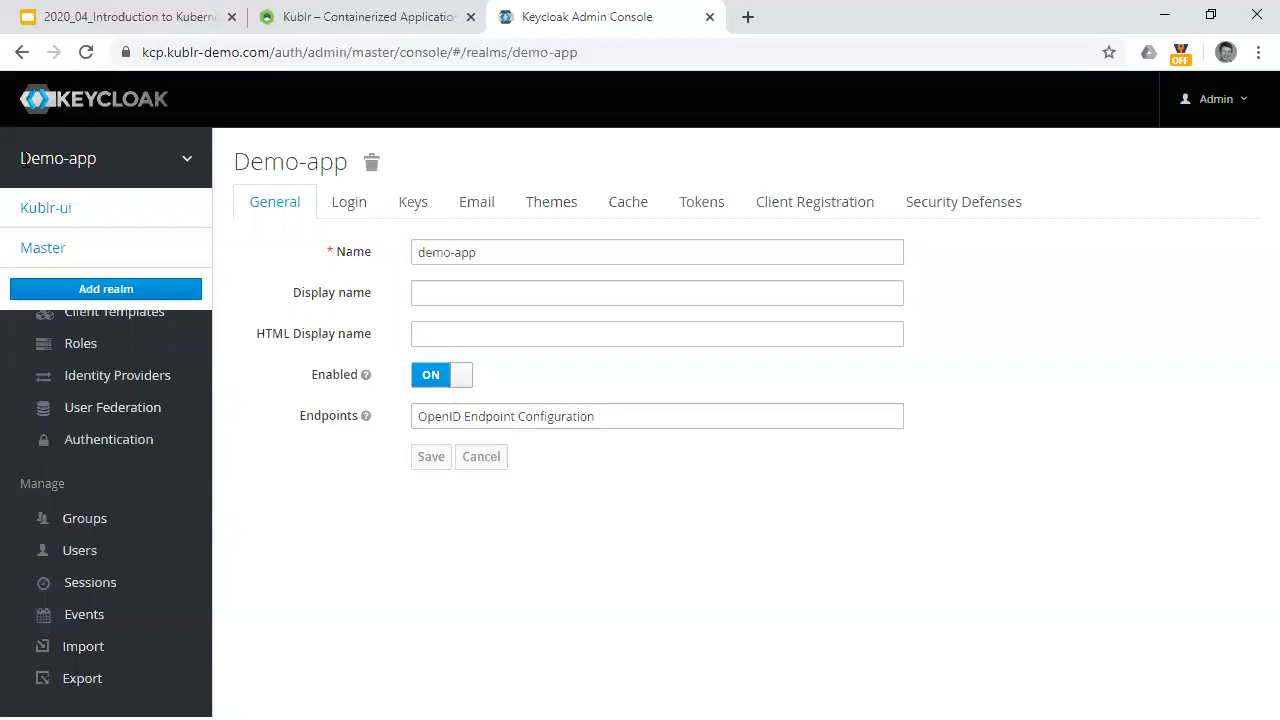 2020_04_Introduction to Kubern
Kublr – Containerized Application
Keycloak Admin Console
kcp.kublr-demo.com/auth/admin/master/console/#/realms/demo-app
OFF
KEYCLOAK
Admin
Demo-app
Kublr-ui
Master
Add realm
Client Templates
Roles
Identity Providers
User Federation
Authentication
Manage
Groups
Users
Sessions
Events
Import
Export
Demo-app
General Login Keys Email Themes Cache Tokens Client Registration Security Defenses
* Name demo-app
Display name
HTML Display name
Enabled ON
Endpoints OpenID Endpoint Configuration
Save Cancel